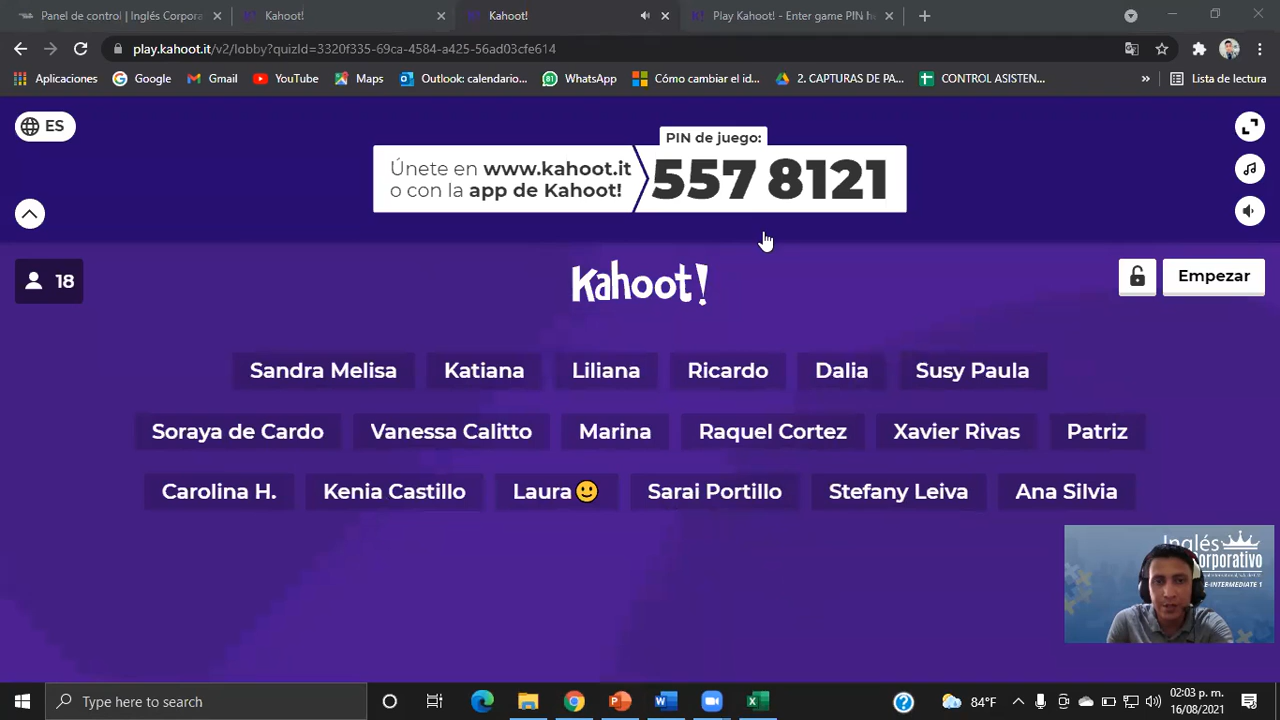 Panel de control | Inglés Corpora
Kahoot!
Kahoot!
Play Kahoot! - Enter game PIN h
play.kahoot.it/v2/lobby?quizId=3320f335-69ca-4584-a425-56ad03cfe614
Aplicaciones
Google
Gmail
YouTube
Maps
Outlook: calendario...
81
WhatsApp
Cómo cambiar el id...
2. CAPTURAS DE PA...
CONTROL ASISTEN...
»
Lista de lectura
ES
PIN de juego:
Únete en www.kahoot.it
o con la app de Kahoot!
557 8121
18
Kahoot!
Empezar
Sandra Melisa
Katiana
Liliana
Ricardo
Dalia
Susy Paula
Soraya de Cardo
Vanessa Calitto
Marina
Raquel Cortez
Xavier Rivas
Patriz
Carolina H.
Kenia Castillo
Laura🙂
Sarai Portillo
Stefany Leiva
Ana Silvia
Inglés
orporativo
E-INTERMEDIATE 1
Type here to search
84°F
02:03 p. m.
16/08/2021